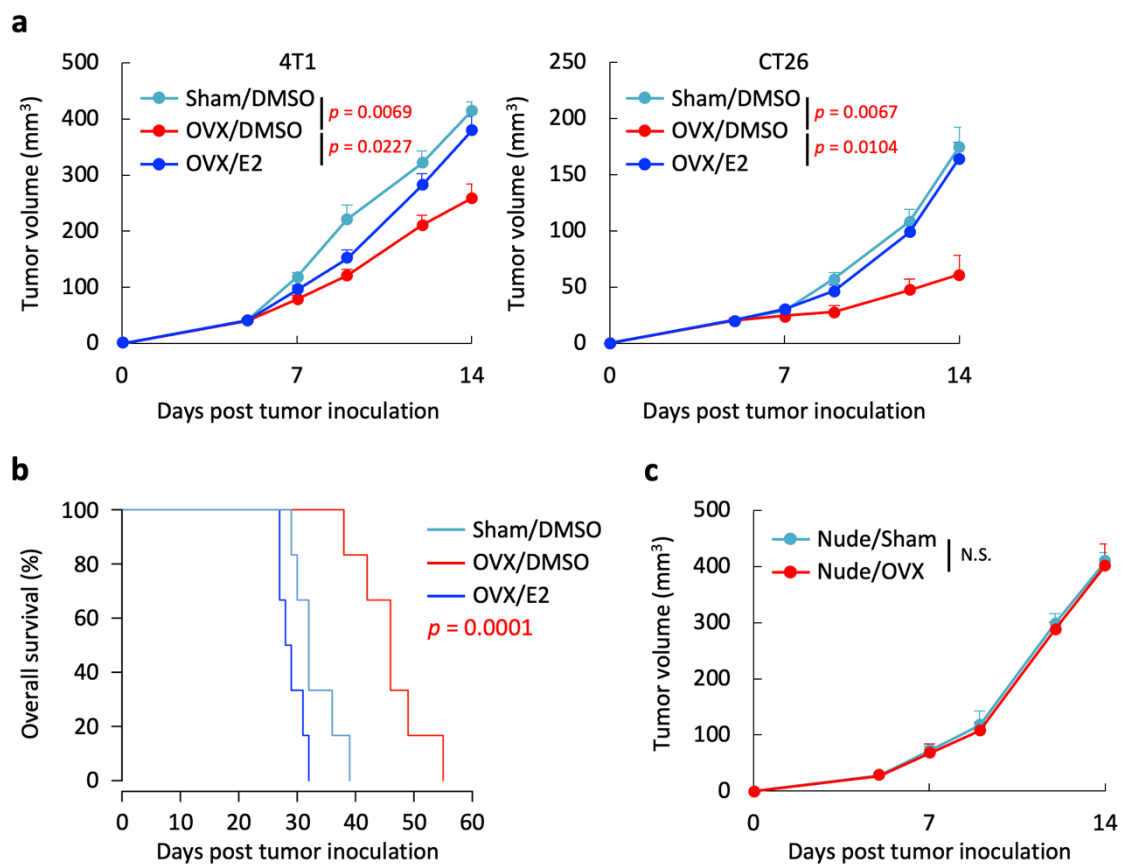 a
4T1
CT26
Tumor volume (mm³)
500
400
300
200
100
0
Sham/DMSO
OVX/DMSO
OVX/E2
p = 0.0069
p = 0.0227
0
7
14
Days post tumor inoculation
Tumor volume (mm³)
250
200
150
100
50
0
Sham/DMSO
OVX/DMSO
OVX/E2
p = 0.0067
p = 0.0104
0
7
14
Days post tumor inoculation
b
Overall survival (%)
100
80
60
40
20
0
Sham/DMSO
OVX/DMSO
OVX/E2
p = 0.0001
0
10
20
30
40
50
60
Days post tumor inoculation
c
Tumor volume (mm³)
500
400
300
200
100
0
Nude/Sham
Nude/OVX
N.S.
0
7
14
Days post tumor inoculation